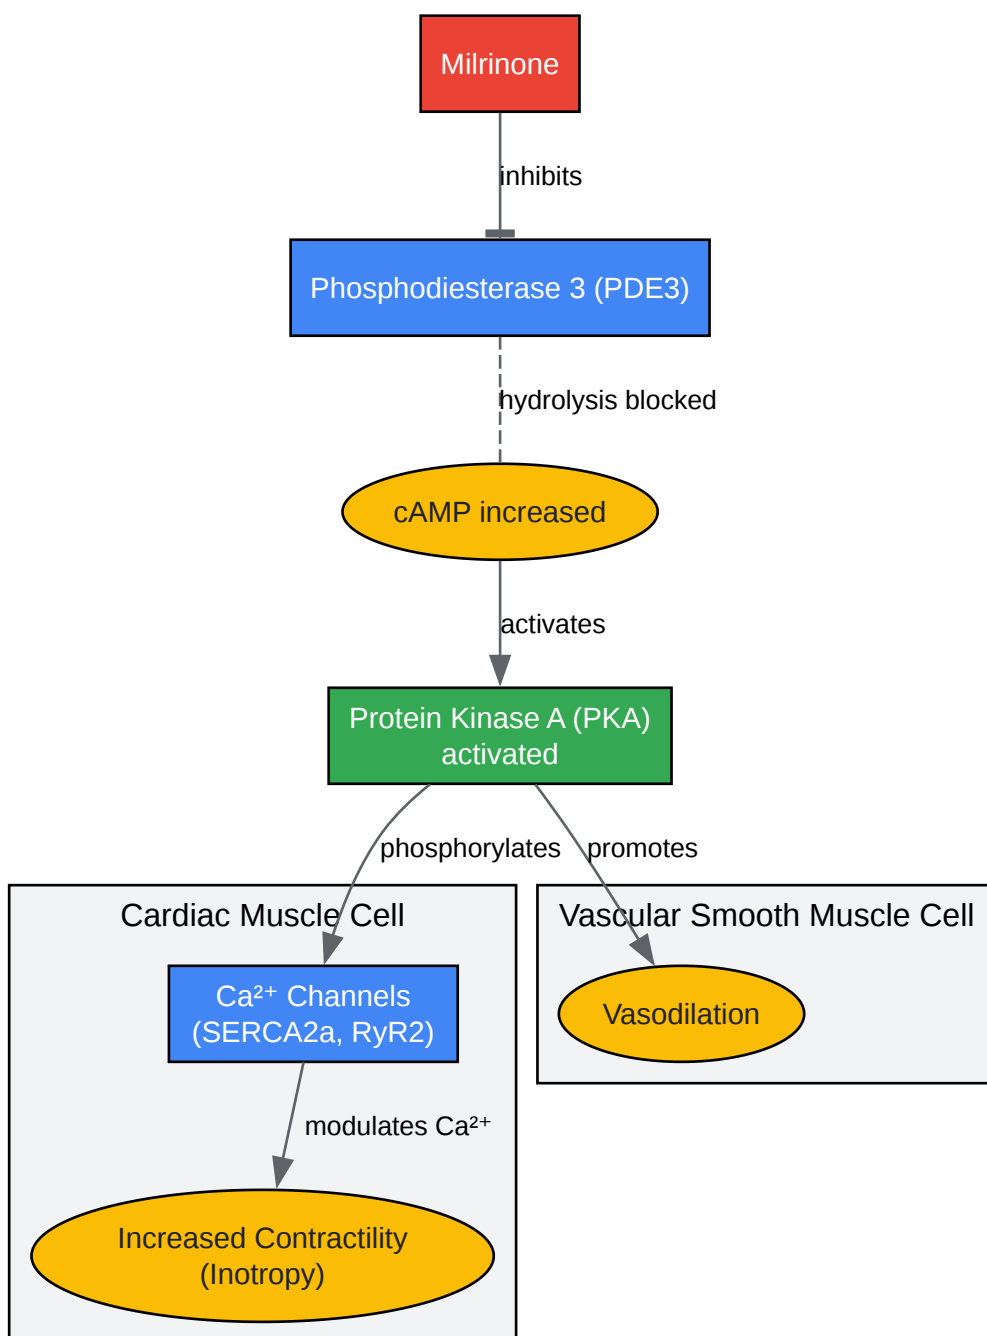 Milrinone
inhibits
Phosphodiesterase 3 (PDE3)
hydrolysis blocked
cAMP increased
activates
Protein Kinase A (PKA)
activated
phosphorylates
promotes
Cardiac Muscle Cell
Vascular Smooth Muscle Cell
Ca²⁺ Channels
(SERCA2a, RyR2)
Vasodilation
modulates Ca²⁺
Increased Contractility
(Inotropy)